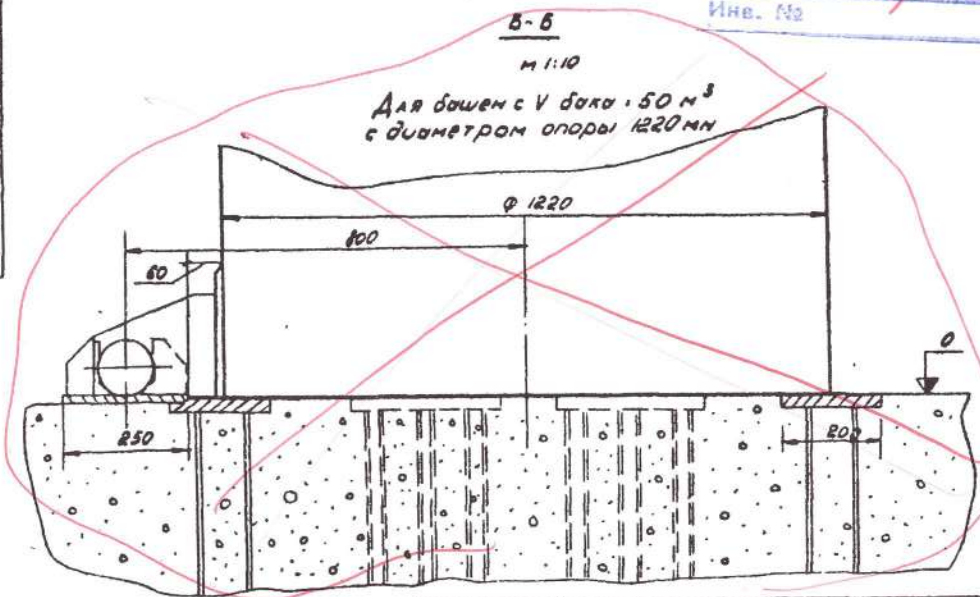 Инв. №
Б-Б
м 1:10
Для башен с V бака = 50 м³
с диаметром опоры 1220 мм
φ 1220
800
60
0
250
200